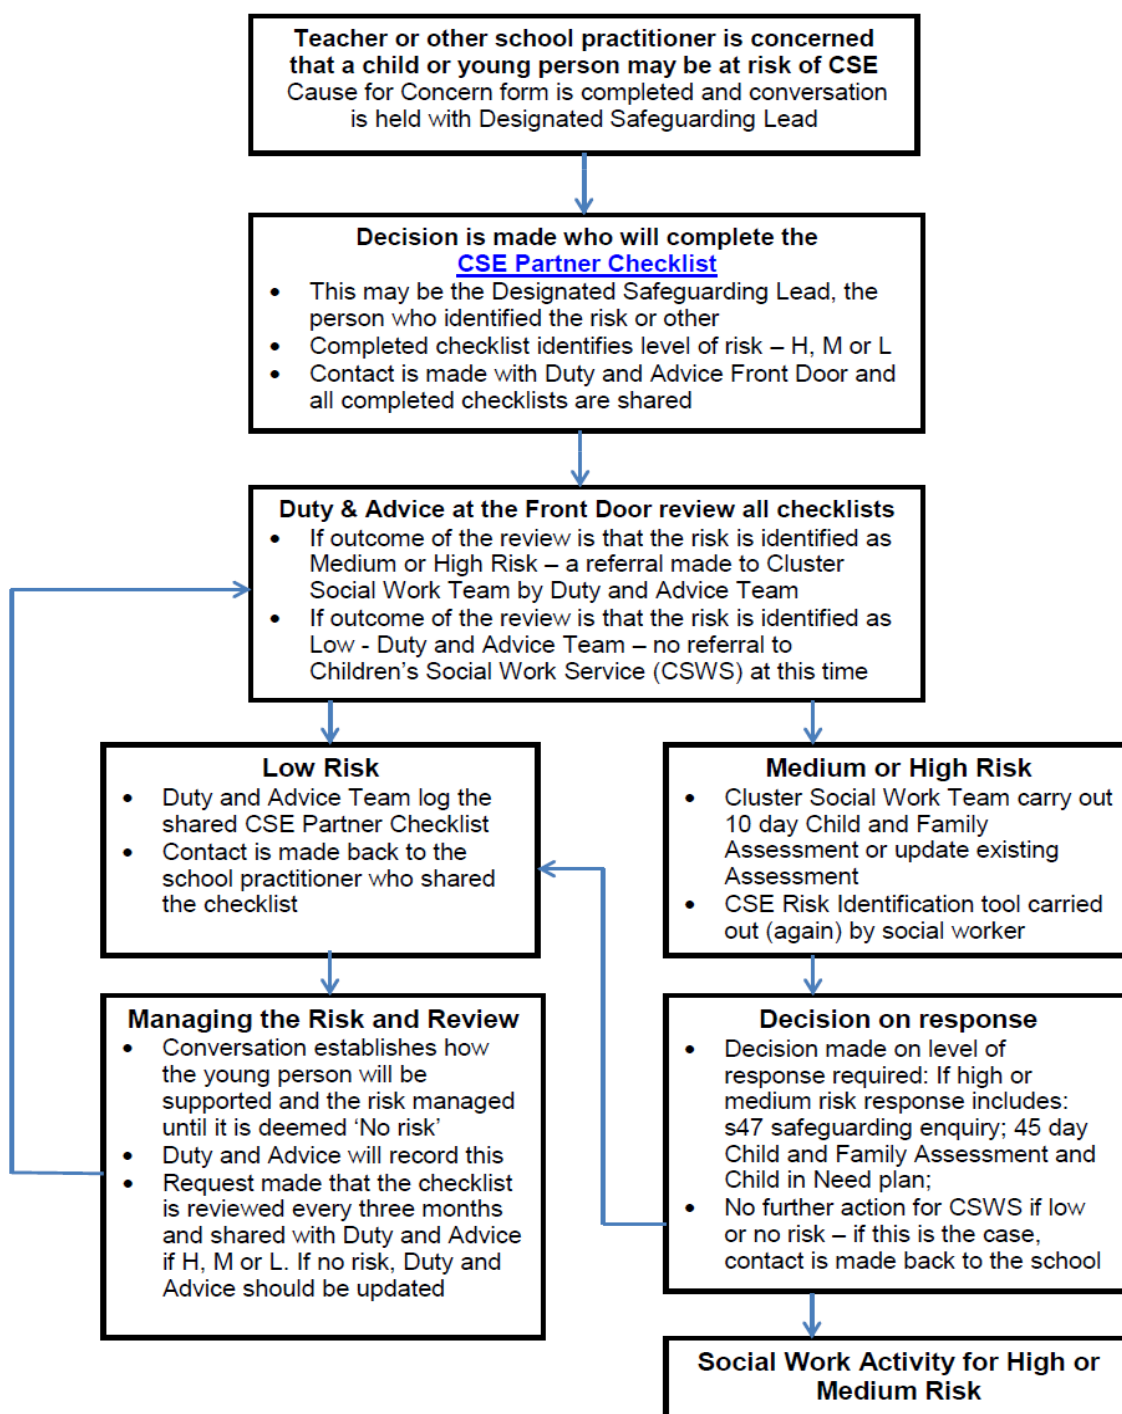 Teacher or other school practitioner is concerned
that a child or young person may be at risk of CSE
Cause for Concern form is completed and conversation
is held with Designated Safeguarding Lead
Decision is made who will complete the
CSE Partner Checklist
• This may be the Designated Safeguarding Lead, the
person who identified the risk or other
• Completed checklist identifies level of risk – H, M or L
• Contact is made with Duty and Advice Front Door and
all completed checklists are shared
Duty & Advice at the Front Door review all checklists
• If outcome of the review is that the risk is identified as
Medium or High Risk – a referral made to Cluster
Social Work Team by Duty and Advice Team
• If outcome of the review is that the risk is identified as
Low - Duty and Advice Team – no referral to
Children's Social Work Service (CSWS) at this time
Low Risk
• Duty and Advice Team log the
shared CSE Partner Checklist
• Contact is made back to the
school practitioner who shared
the checklist
Medium or High Risk
• Cluster Social Work Team carry out
10 day Child and Family
Assessment or update existing
Assessment
• CSE Risk Identification tool carried
out (again) by social worker
Managing the Risk and Review
• Conversation establishes how
the young person will be
supported and the risk managed
until it is deemed 'No risk'
• Duty and Advice will record this
• Request made that the checklist
is reviewed every three months
and shared with Duty and Advice
if H, M or L. If no risk, Duty and
Advice should be updated
Decision on response
• Decision made on level of
response required: If high or
medium risk response includes:
s47 safeguarding enquiry; 45 day
Child and Family Assessment and
Child in Need plan;
• No further action for CSWS if low
or no risk – if this is the case,
contact is made back to the school
Social Work Activity for High or
Medium Risk